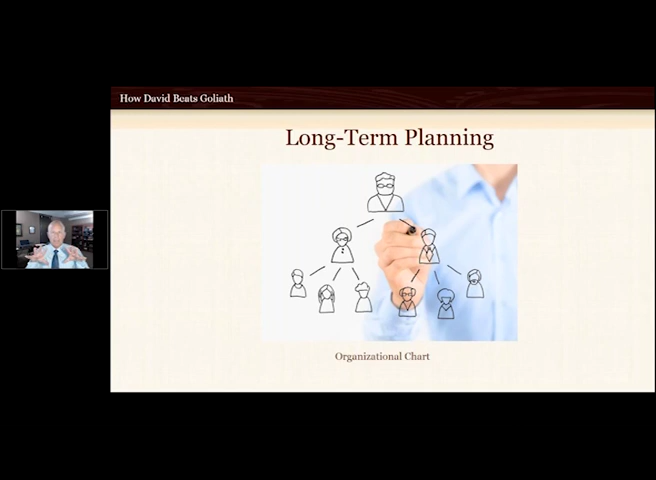 How David Beats Goliath
Long-Term Planning
Organizational Chart